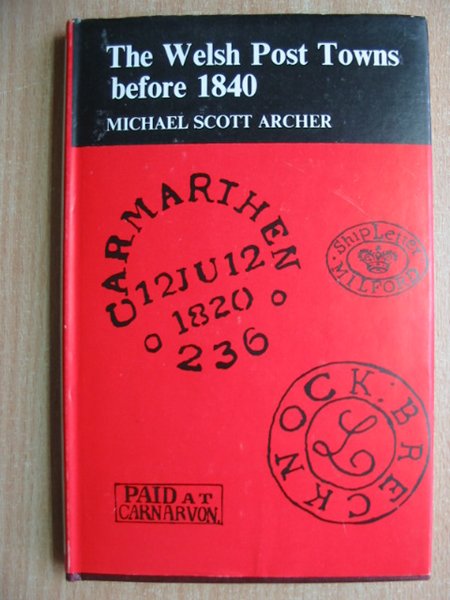 The Welsh Post Towns
before 1840
MICHAEL SCOTT ARCHER
CARMARTHEN
12JU12
o 1820 o
236
Ship Letter
MILFORD
BRECKNOCK:
L
PAID AT
CARNARVON.